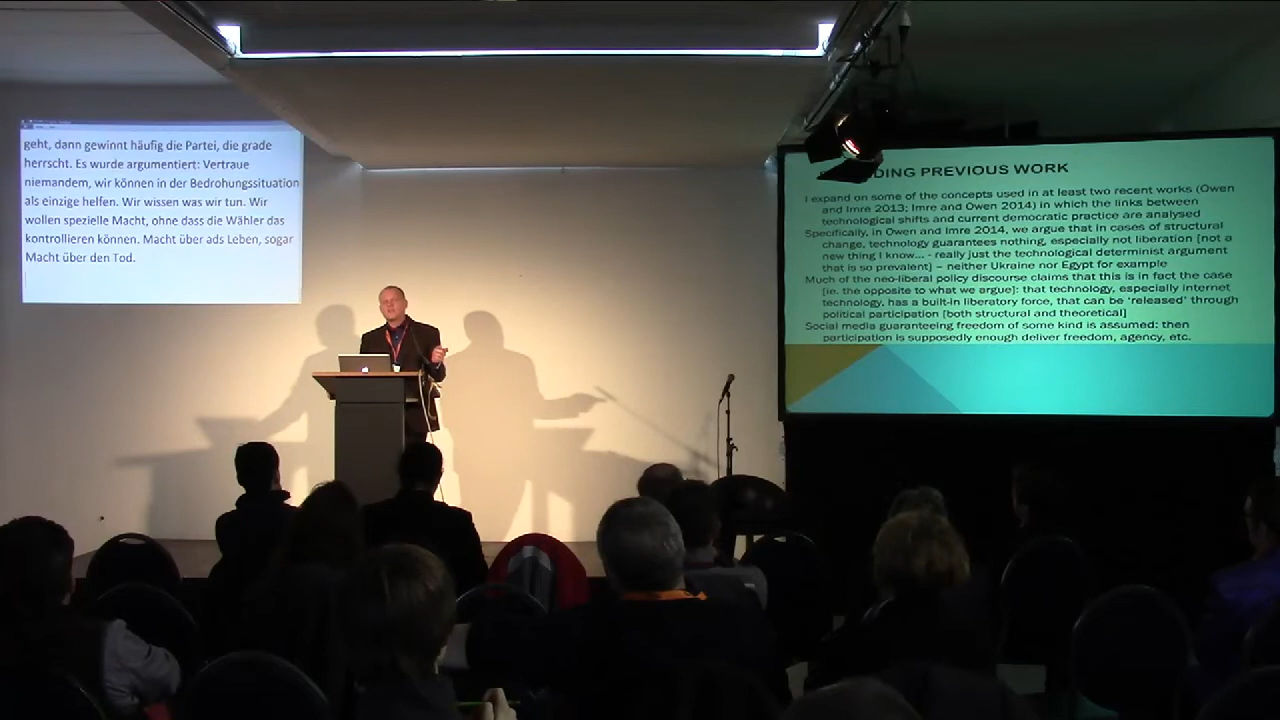 geht, dann gewinnt häufig die Partei, die grade
herrscht. Es wurde argumentiert: Vertraue
niemandem, wir können in der Bedrohungssituation
als einzige helfen. Wir wissen was wir tun. Wir
wollen spezielle Macht, ohne dass die Wähler das
kontrollieren können. Macht über ads Leben, sogar
Macht über den Tod.
DING PREVIOUS WORK
I expand on some of the concepts used in at least two recent works (Owen
and Imre 2013; Imre and Owen 2014) in which the links between
technological shifts and current democratic practice are analysed
Specifically, in Owen and Imre 2014, we argue that in cases of structural
change, technology guarantees nothing, especially not liberation [not a
new thing I know... - really just the technological determinist argument
that is so prevalent] – neither Ukraine nor Egypt for example
Much of the neo-liberal policy discourse claims that this is in fact the case
[ie. the opposite to what we argue]: that technology, especially internet
technology, has a built-in liberatory force, that can be ‘released’ through
political participation [both structural and theoretical]
Social media guaranteeing freedom of some kind is assumed: then
participation is supposedly enough deliver freedom, agency, etc.